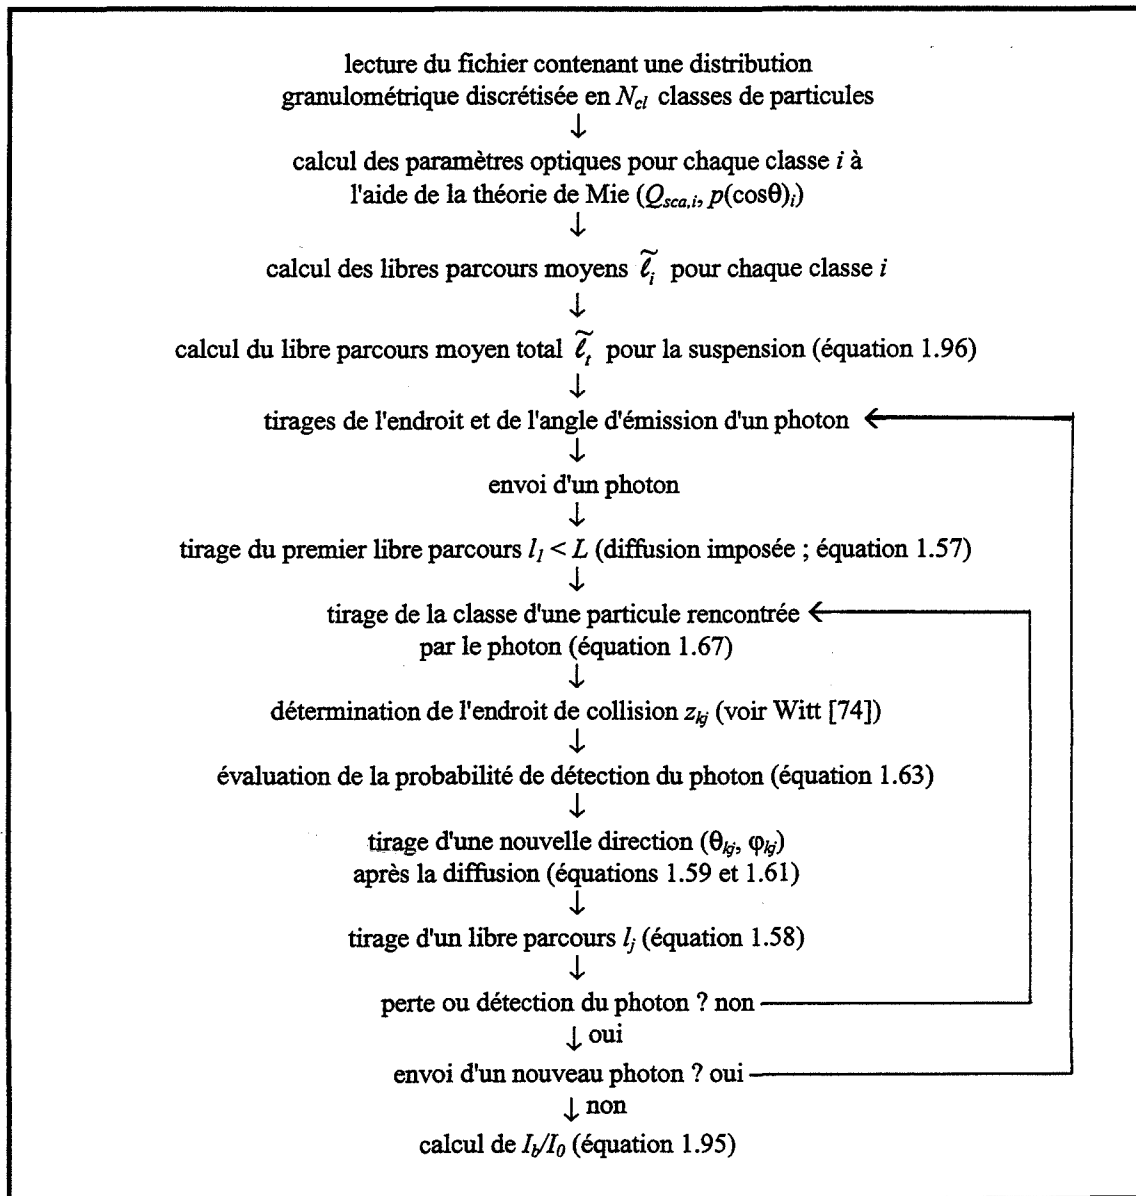 lecture du fichier contenant une distribution
granulométrique discrétisée en N_cl classes de particules
↓
calcul des paramètres optiques pour chaque classe i à
l'aide de la théorie de Mie (Q_sca,i, p(cosθ)_i)
↓
calcul des libres parcours moyens ℓ̃_i pour chaque classe i
↓
calcul du libre parcours moyen total ℓ̃_t pour la suspension (équation 1.96)
↓
tirages de l'endroit et de l'angle d'émission d'un photon ←
↓
envoi d'un photon
↓
tirage du premier libre parcours l_1 < L (diffusion imposée ; équation 1.57)
↓
tirage de la classe d'une particule rencontrée ←
par le photon (équation 1.67)
↓
détermination de l'endroit de collision z_kj (voir Witt [74])
↓
évaluation de la probabilité de détection du photon (équation 1.63)
↓
tirage d'une nouvelle direction (θ_kj, φ_kj)
après la diffusion (équations 1.59 et 1.61)
↓
tirage d'un libre parcours l_j (équation 1.58)
↓
perte ou détection du photon ? non
↓ oui
envoi d'un nouveau photon ? oui
↓ non
calcul de I_b/I_0 (équation 1.95)